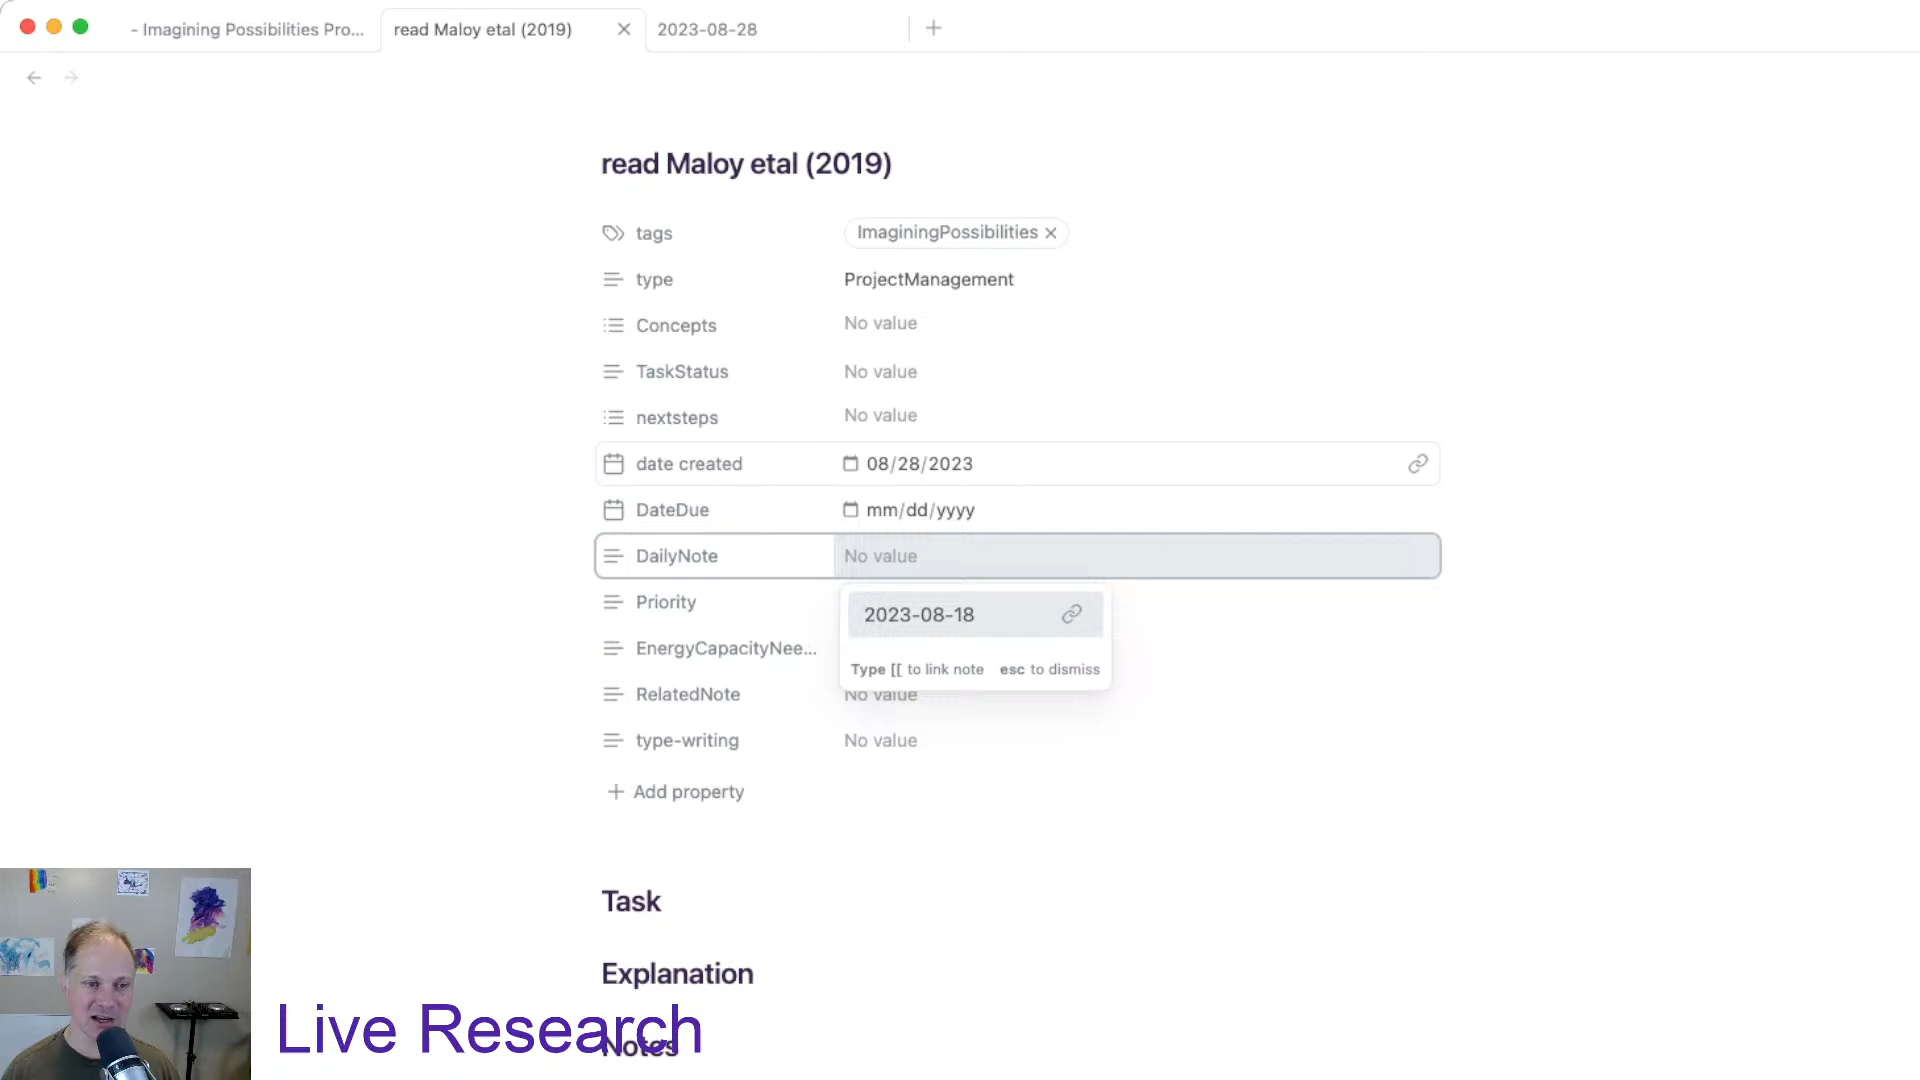 - Imagining Possibilities Pro...
read Maloy etal (2019)
2023-08-28
read Maloy etal (2019)
tags
ImaginingPossibilities
type
ProjectManagement
Concepts
No value
TaskStatus
No value
nextsteps
No value
date created
08/28/2023
DateDue
mm/dd/yyyy
DailyNote
No value
Priority
2023-08-18
EnergyCapacityNee...
Type [[ to link note esc to dismiss
RelatedNote
No value
type-writing
No value
Add property
Task
Explanation
Live Research
Notes